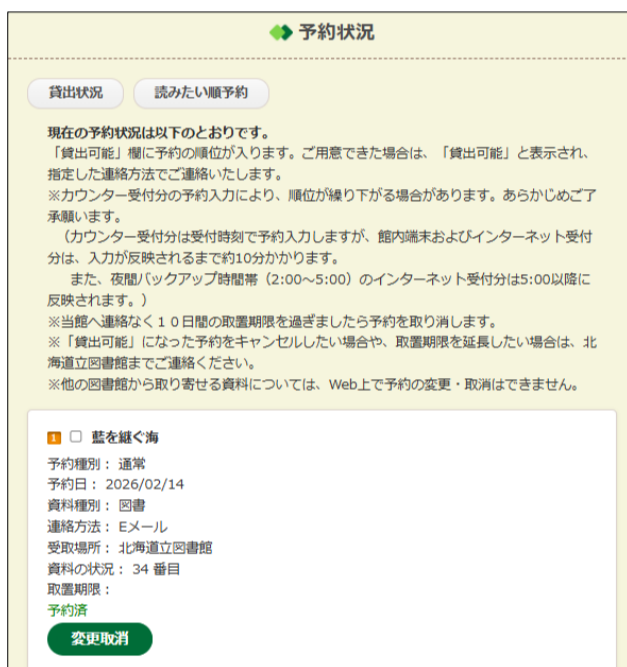 予約状況
貸出状況 読みたい順予約
現在の予約状況は以下のとおりです。
「貸出可能」欄に予約の順位が入ります。ご用意できた場合は、「貸出可能」と表示され、
指定した連絡方法でご連絡いたします。
※カウンター受付分の予約入力により、順位が繰り下がる場合があります。あらかじめご了
承願います。
（カウンター受付分は受付時刻で予約入力しますが、館内端末およびインターネット受付
分は、入力が反映されるまで約10分かかります。
また、夜間バックアップ時間帯（2:00～5:00）のインターネット受付分は5:00以降に
反映されます。）
※当館へ連絡なく１０日間の取置期限を過ぎましたら予約を取り消します。
※「貸出可能」になった予約をキャンセルしたい場合や、取置期限を延長したい場合は、北
海道立図書館までご連絡ください。
※他の図書館から取り寄せる資料については、Web上で予約の変更・取消はできません。
1 藍を継ぐ海
予約種別： 通常
予約日： 2026/02/14
資料種別： 図書
連絡方法： Eメール
受取場所： 北海道立図書館
資料の状況： 34 番目
取置期限：
予約済
変更取消